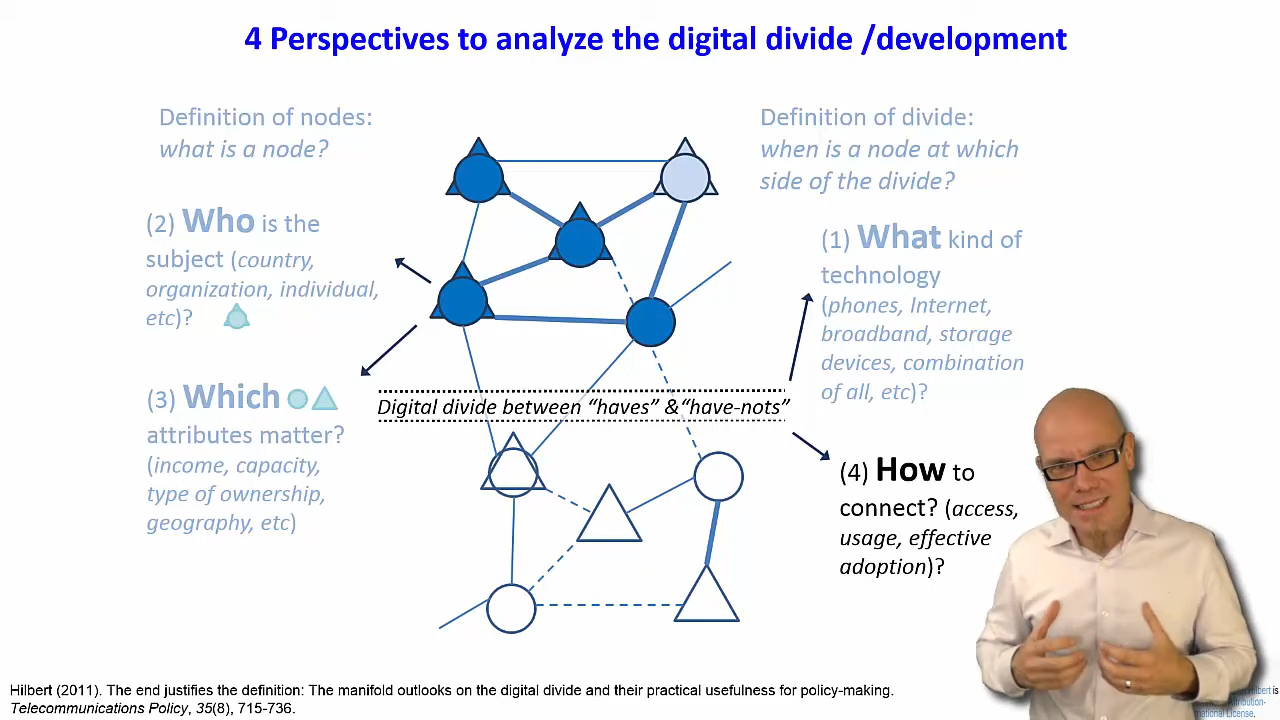 4 Perspectives to analyze the digital divide /development
Definition of nodes:
what is a node?
(2) Who is the
subject (country,
organization, individual,
etc)?
(3) Which
attributes matter?
(income, capacity,
type of ownership,
geography, etc)
Definition of divide:
when is a node at which
side of the divide?
(1) What kind of
technology
(phones, Internet,
broadband, storage
devices, combination
of all, etc)?
Digital divide between “haves” &“have-nots”
(4) How to
connect? (access,
usage, effective
adoption)?
Hilbert (2011). The end justifies the definition: The manifold outlooks on the digital divide and their practical usefulness for policy-making.
Telecommunications Policy, 35(8), 715-736.
Hilbert is
License.